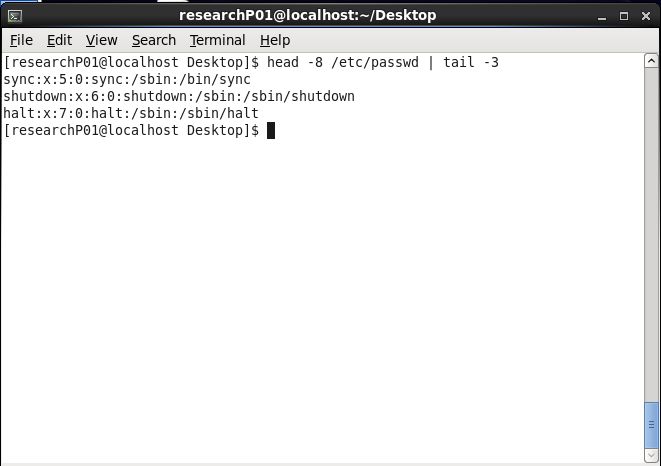 researchP01@localhost:~/Desktop
File Edit View Search Terminal Help
[researchP01@localhost Desktop]$ head -8 /etc/passwd | tail -3
sync:x:5:0:sync:/sbin:/bin/sync
shutdown:x:6:0:shutdown:/sbin:/sbin/shutdown
halt:x:7:0:halt:/sbin:/sbin/halt
[researchP01@localhost Desktop]$